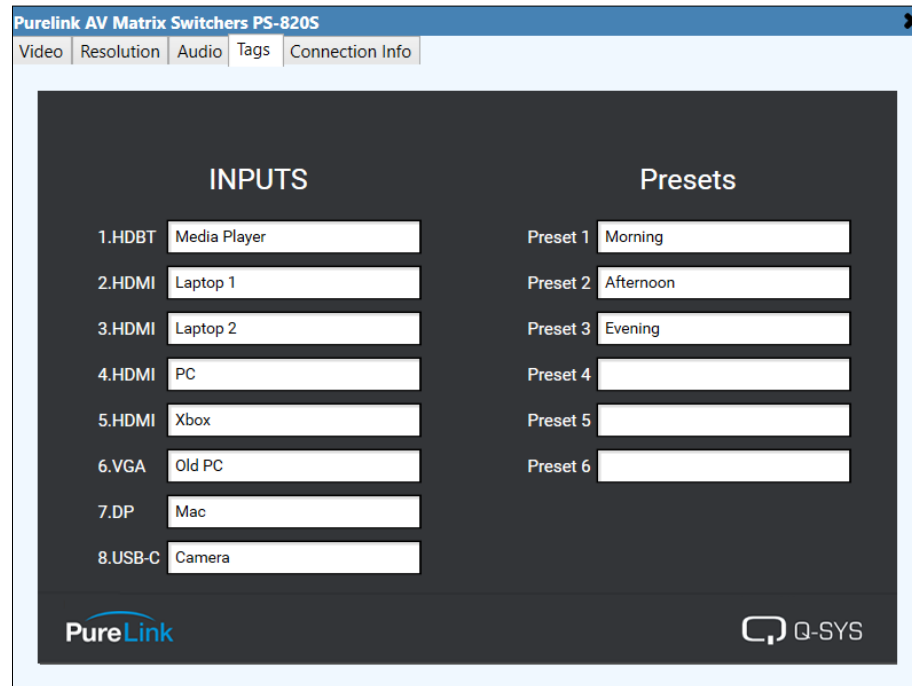 Purelink AV Matrix Switchers PS-820S
Video Resolution Audio Tags Connection Info
INPUTS Presets
1.HDBT Media Player Preset 1 Morning
2.HDMI Laptop 1 Preset 2 Afternoon
3.HDMI Laptop 2 Preset 3 Evening
4.HDMI PC Preset 4
5.HDMI Xbox Preset 5
6.VGA Old PC Preset 6
7.DP Mac
8.USB-C Camera
PureLink Q-SYS